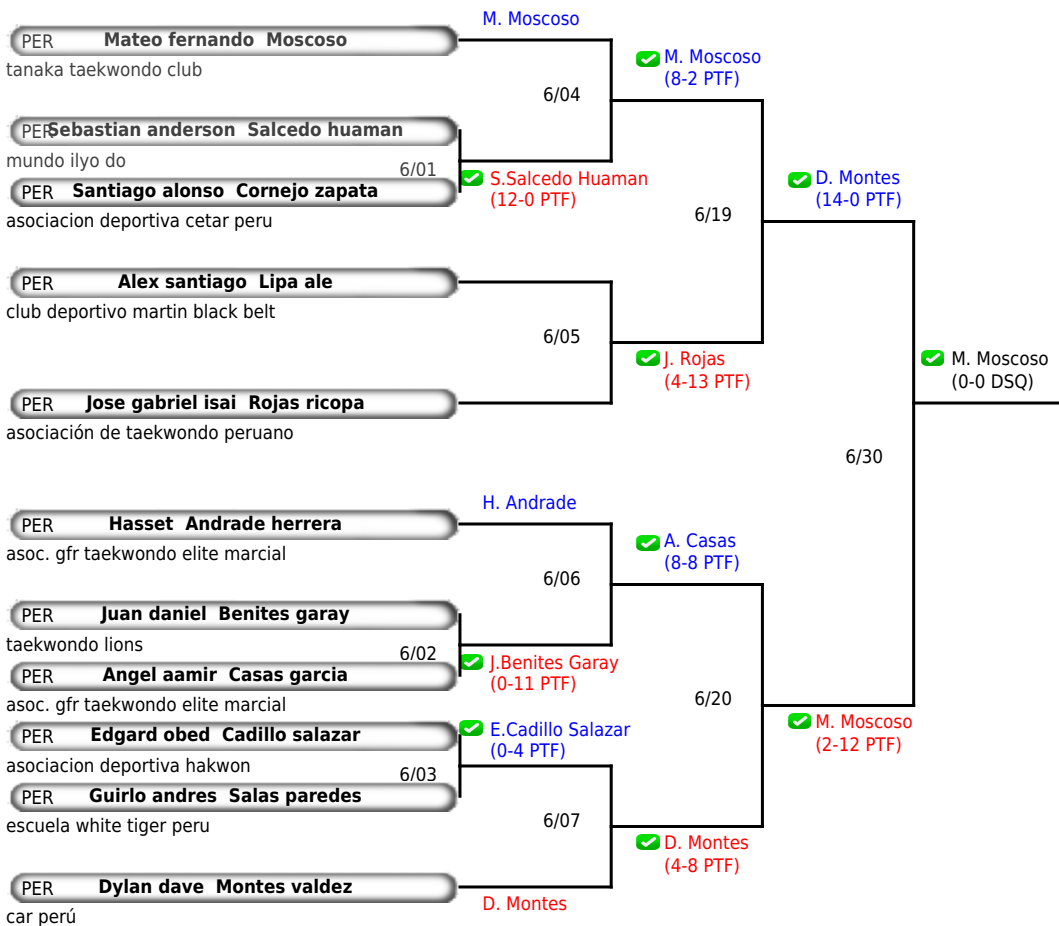 M. Moscoso
PER Mateo fernando Moscoso
tanaka taekwondo club
M. Moscoso
(8-2 PTF)
6/04
PER Sebastian anderson Salcedo huaman
mundo ilyo do
6/01
S.Salcedo Huaman
(12-0 PTF)
PER Santiago alonso Cornejo zapata
asociacion deportiva cetar peru
D. Montes
(14-0 PTF)
6/19
PER Alex santiago Lipa ale
club deportivo martin black belt
6/05
J. Rojas
(4-13 PTF)
M. Moscoso
(0-0 DSQ)
PER Jose gabriel isai Rojas ricopa
asociación de taekwondo peruano
6/30
H. Andrade
PER Hasset Andrade herrera
asoc. gfr taekwondo elite marcial
A. Casas
(8-8 PTF)
6/06
PER Juan daniel Benites garay
taekwondo lions
6/02
J.Benites Garay
(0-11 PTF)
PER Angel aamir Casas garcia
asoc. gfr taekwondo elite marcial
6/20
M. Moscoso
(2-12 PTF)
PER Edgard obed Cadillo salazar
E.Cadillo Salazar
(0-4 PTF)
asociacion deportiva hakwon
6/03
PER Guirlo andres Salas paredes
escuela white tiger peru
6/07
D. Montes
(4-8 PTF)
PER Dylan dave Montes valdez
D. Montes
car perú